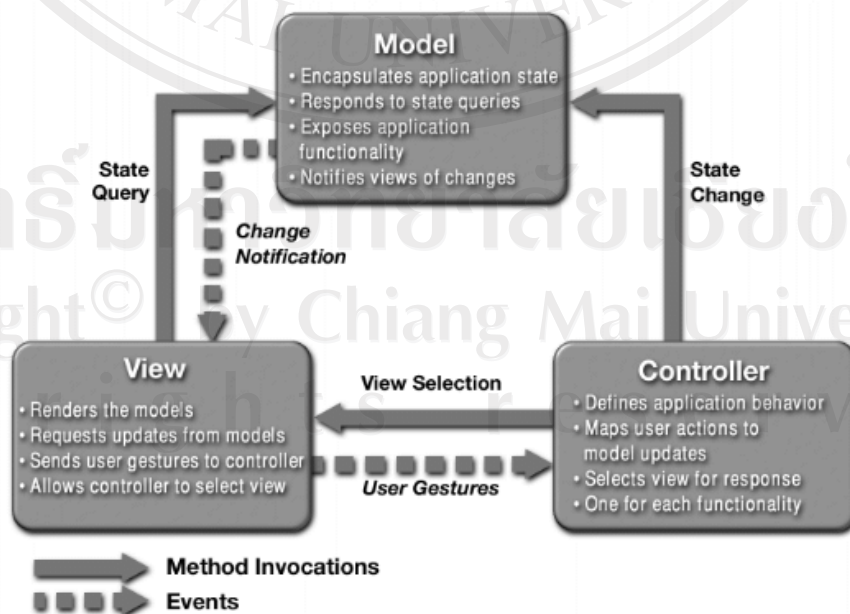 Model
• Encapsulates application state
• Responds to state queries
• Exposes application
functionality
• Notifies views of changes
State
Query
Change
Notification
State
Change
View
• Renders the models
• Requests updates from models
• Sends user gestures to controller
• Allows controller to select view
View Selection
User Gestures
Controller
• Defines application behavior
• Maps user actions to
model updates
• Selects view for response
• One for each functionality
Method Invocations
Events
by Chiang Mai